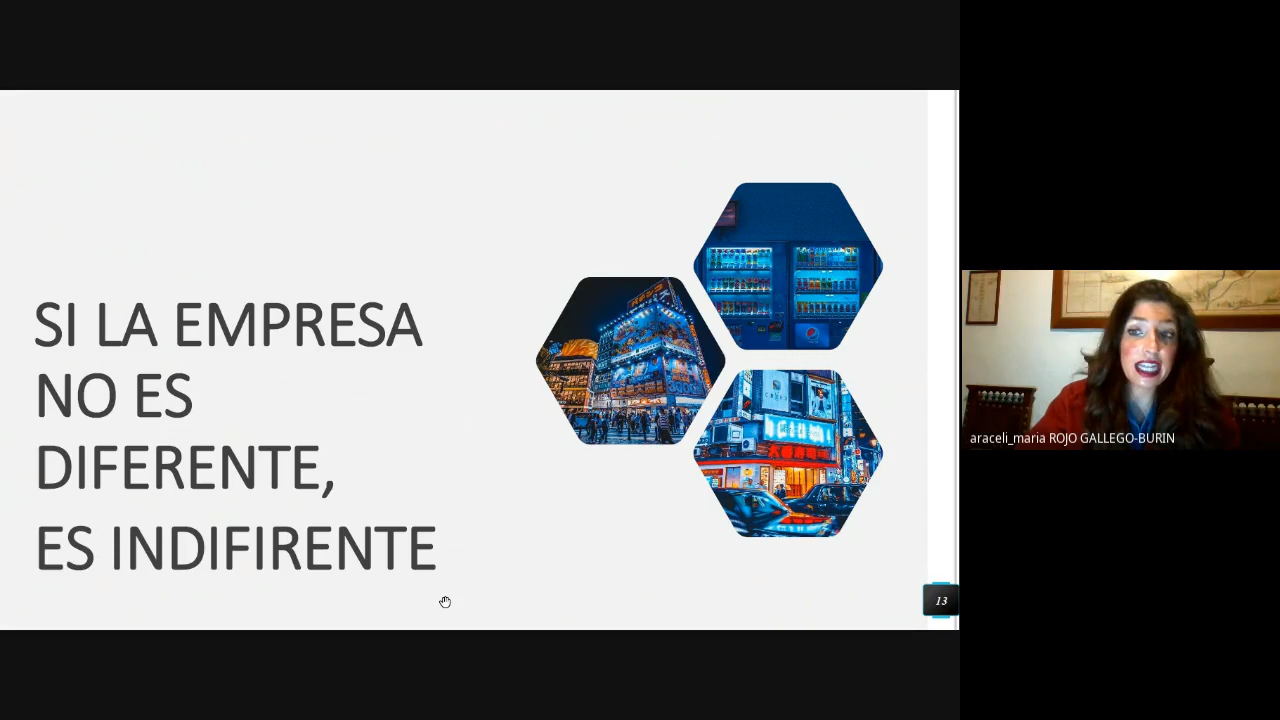 SI LA EMPRESA
NO ES
DIFERENTE,
ES INDIFIRENTE
13
araceli_maria ROJO GALLEGO-BURIN